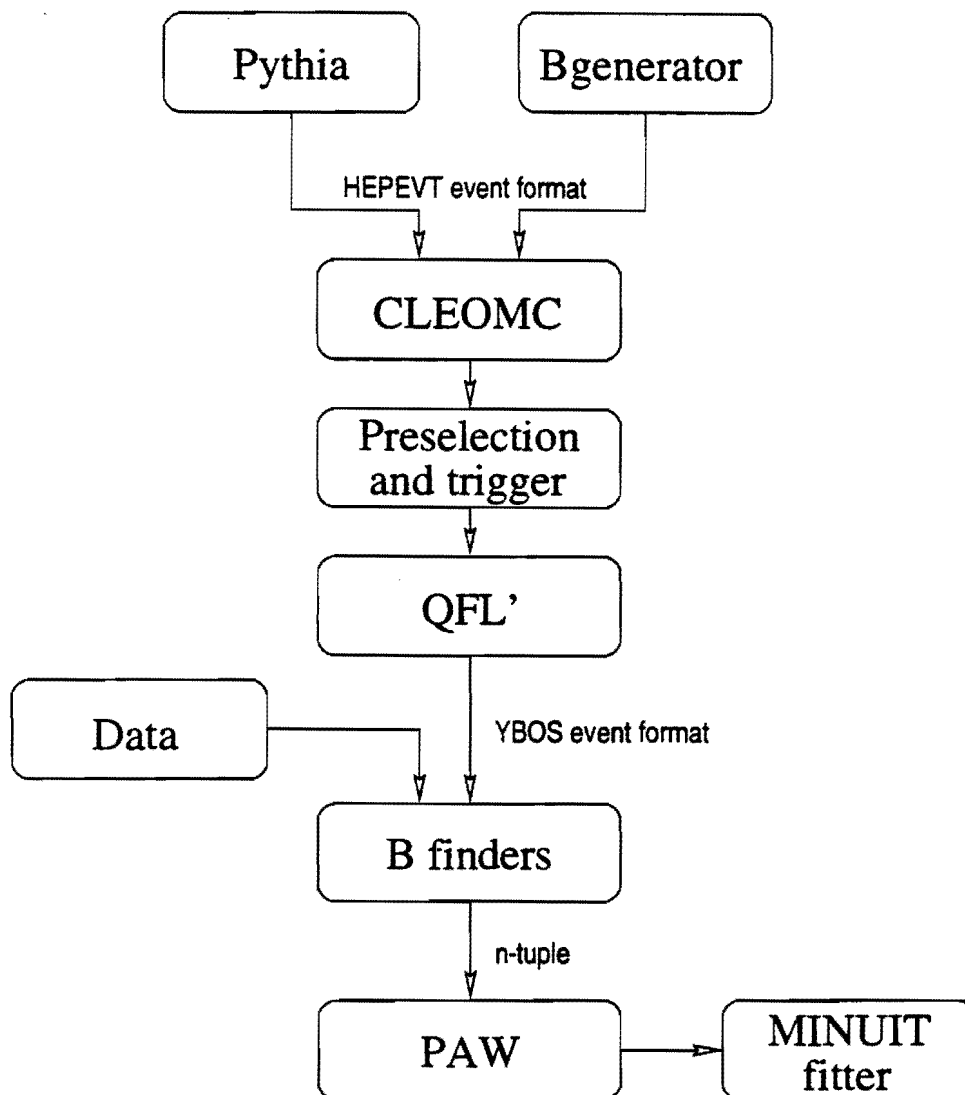 Pythia
Bgenerator
HEPEVT event format
CLEOMC
Preselection
and trigger
QFL’
Data
YBOS event format
B finders
n-tuple
PAW
MINUIT
fitter